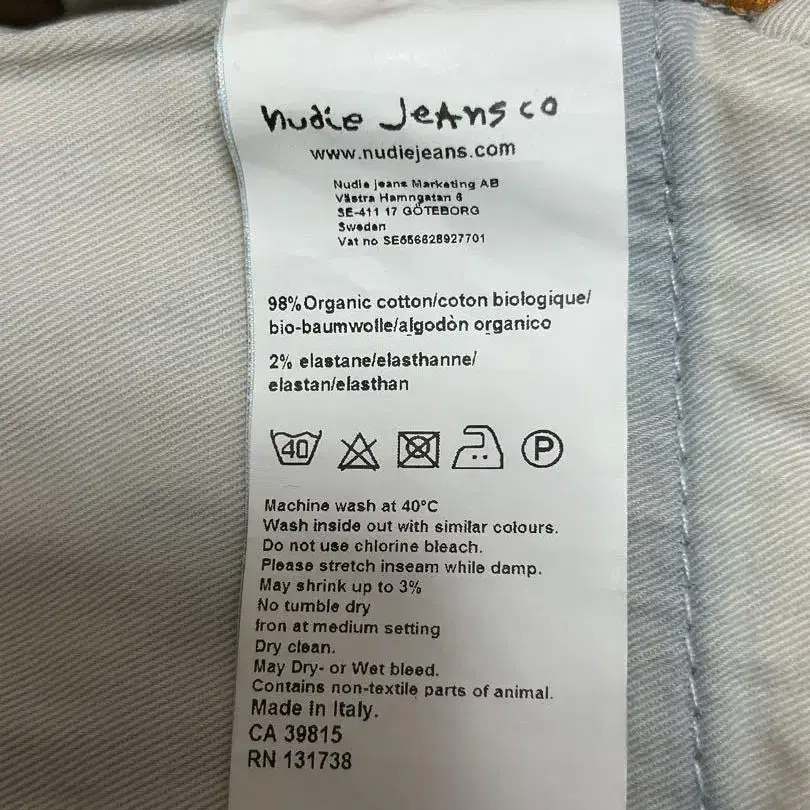 nudie Jeans co
www.nudiejeans.com
Nudie jeans Marketing AB
Västra Hamngatan 6
SE-411 17 GÖTEBORG
Sweden
Vat no SE556628927701
98%Organic cotton/coton biologique/
bio-baumwolle/algodòn organico
2% elastane/elasthanne/
elastan/elasthan
40 P
Machine wash at 40°C
Wash inside out with similar colours.
Do not use chlorine bleach.
Please stretch inseam while damp.
May shrink up to 3%
No tumble dry
Iron at medium setting
Dry clean.
May Dry- or Wet bleed.
Contains non-textile parts of animal.
Made in Italy.
CA 39815
RN 131738